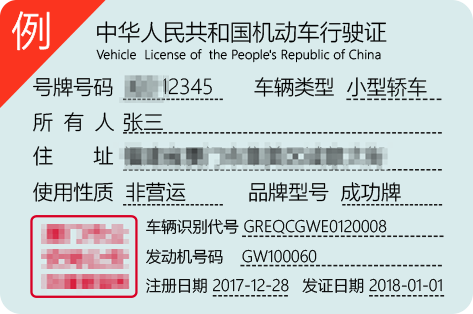 例
中华人民共和国机动车行驶证
Vehicle License of the People's Republic of China
号牌号码 12345 车辆类型 小型轿车
所有人 张三
住址
使用性质 非营运 品牌型号 成功牌
车辆识别代号 GREQCGWE0120008
发动机号码 GW100060
注册日期 2017-12-28 发证日期 2018-01-01